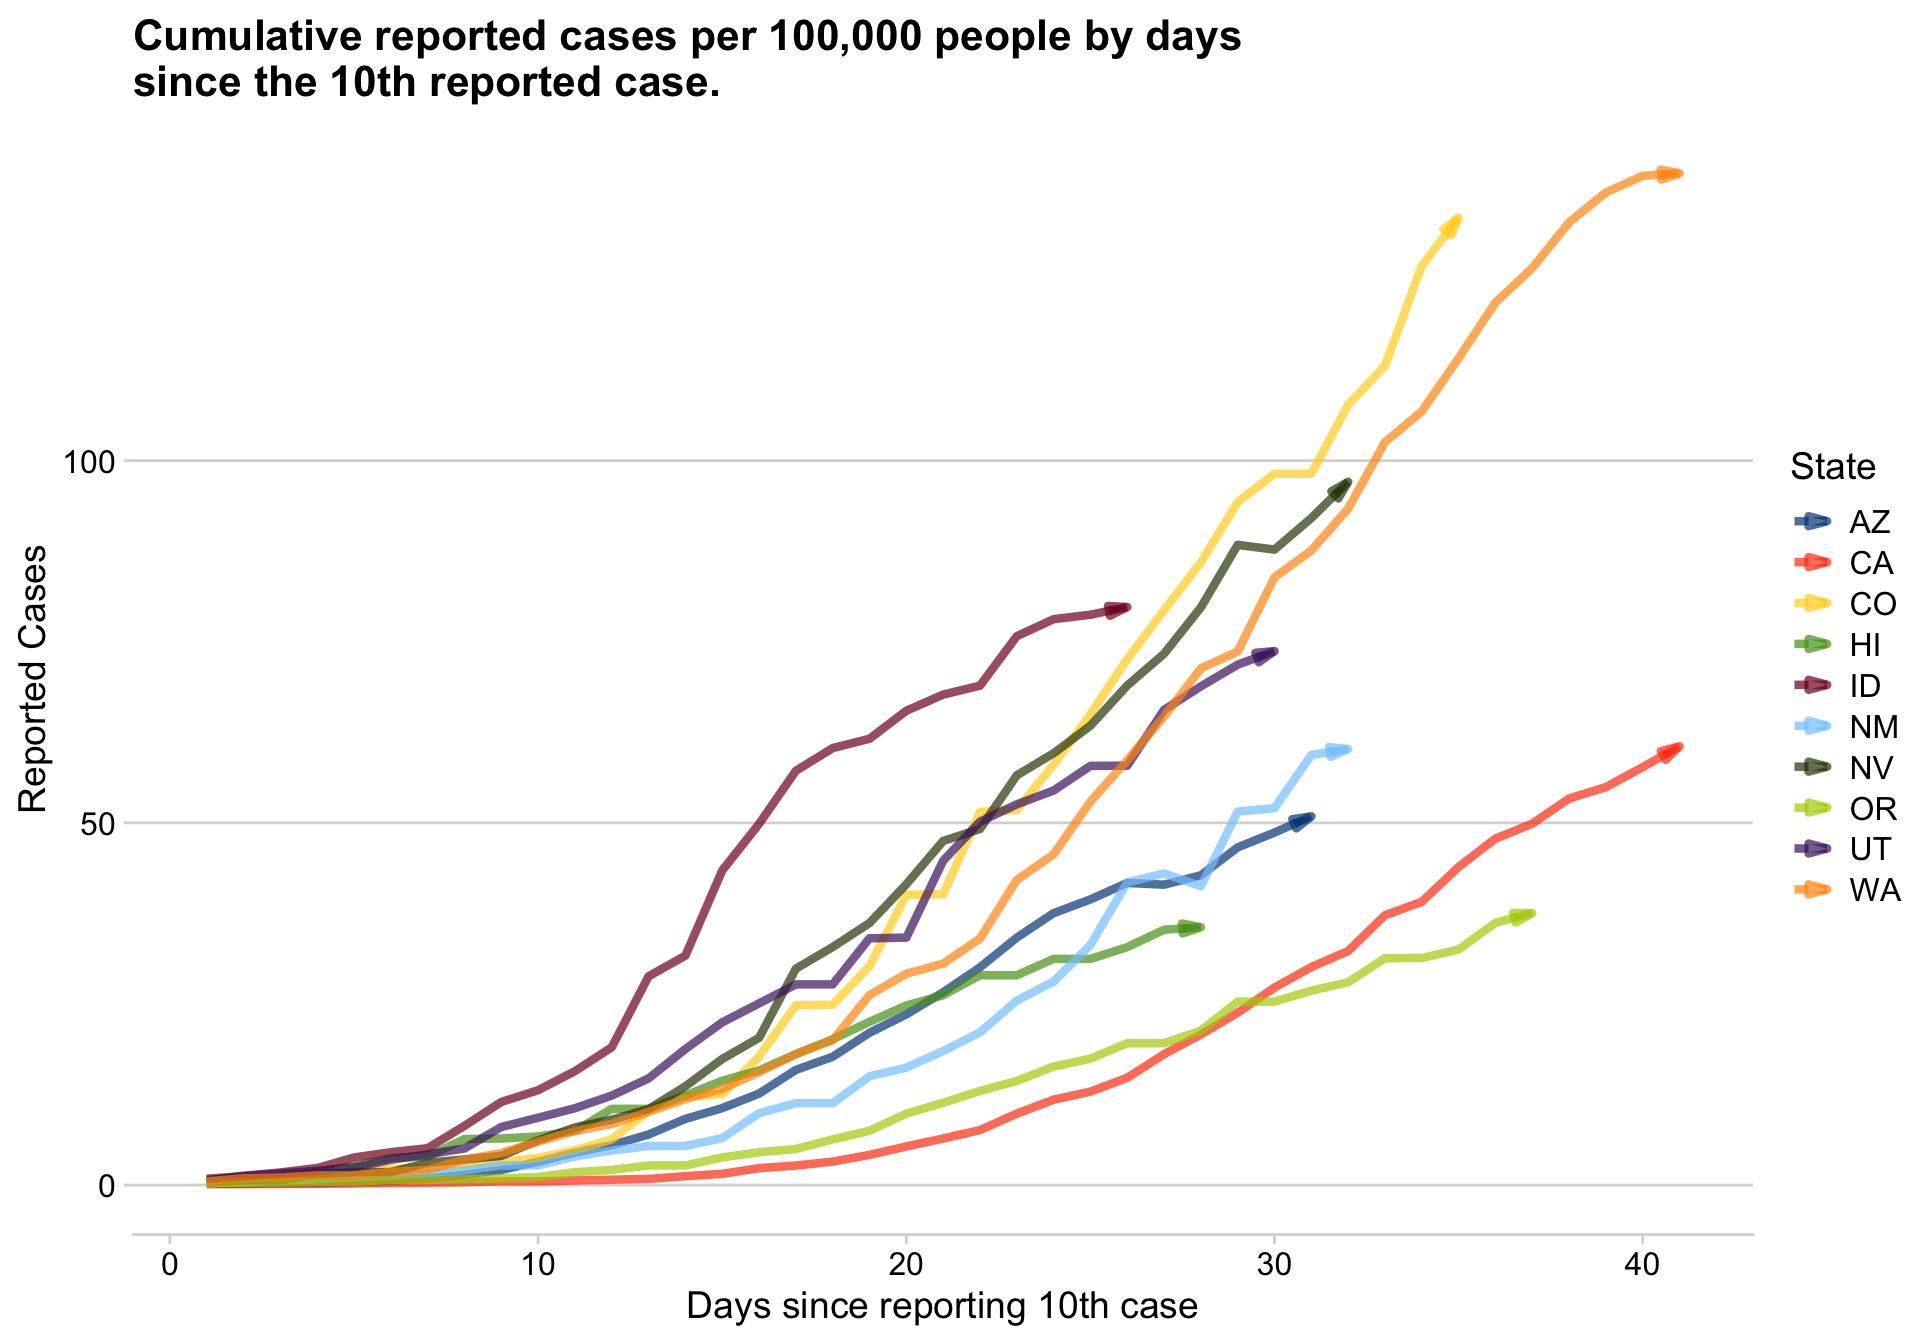 Cumulative reported cases per 100,000 people by days
since the 10th reported case.
Reported Cases
100
50
0
0
10
20
30
40
Days since reporting 10th case
State
AZ
CA
CO
HI
ID
NM
NV
OR
UT
WA